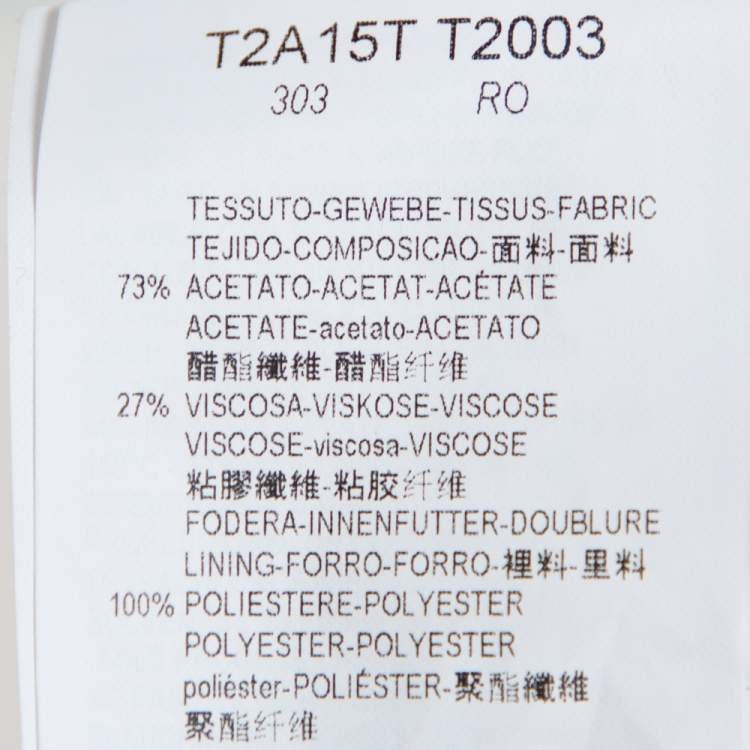 T2A15T T2003
303 RO
TESSUTO-GEWEBE-TISSUS-FABRIC
TEJIDO-COMPOSICAO-面料-面料
73% ACETATO-ACETAT-ACÉTATE
ACETATE-acetato-ACETATO
醋酯纖維-醋酯纤维
27% VISCOSA-VISKOSE-VISCOSE
VISCOSE-viscosa-VISCOSE
粘膠纖維-粘胶纤维
FODERA-INNENFUTTER-DOUBLURE
LINING-FORRO-FORRO-裡料-里料
100% POLIESTERE-POLYESTER
POLYESTER-POLYESTER
poliéster-POLIÉSTER-聚酯纖維
聚酯纤维